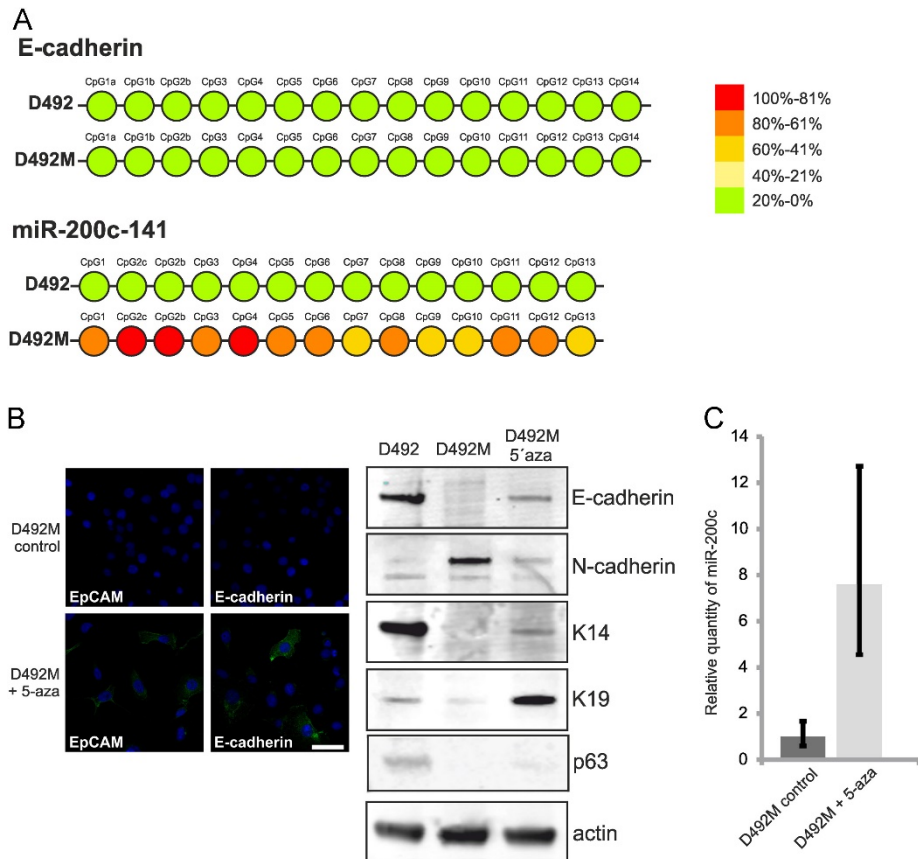 A
E-cadherin
CpG1a CpG1b CpG2b CpG3 CpG4 CpG5 CpG6 CpG7 CpG8 CpG9 CpG10 CpG11 CpG12 CpG13 CpG14
D492
CpG1a CpG1b CpG2b CpG3 CpG4 CpG5 CpG6 CpG7 CpG8 CpG9 CpG10 CpG11 CpG12 CpG13 CpG14
D492M
100%-81%
80%-61%
60%-41%
40%-21%
20%-0%
miR-200c-141
CpG1 CpG2c CpG2b CpG3 CpG4 CpG5 CpG6 CpG7 CpG8 CpG9 CpG10 CpG11 CpG12 CpG13
D492
CpG1 CpG2c CpG2b CpG3 CpG4 CpG5 CpG6 CpG7 CpG8 CpG9 CpG10 CpG11 CpG12 CpG13
D492M
B
D492M
control
EpCAM
E-cadherin
D492M
+ 5-aza
EpCAM
E-cadherin
D492
D492M
D492M
5´aza
E-cadherin
N-cadherin
K14
K19
p63
actin
C
Relative quantity of miR-200c
14
12
10
8
6
4
2
0
D492M control
D492M + 5-aza